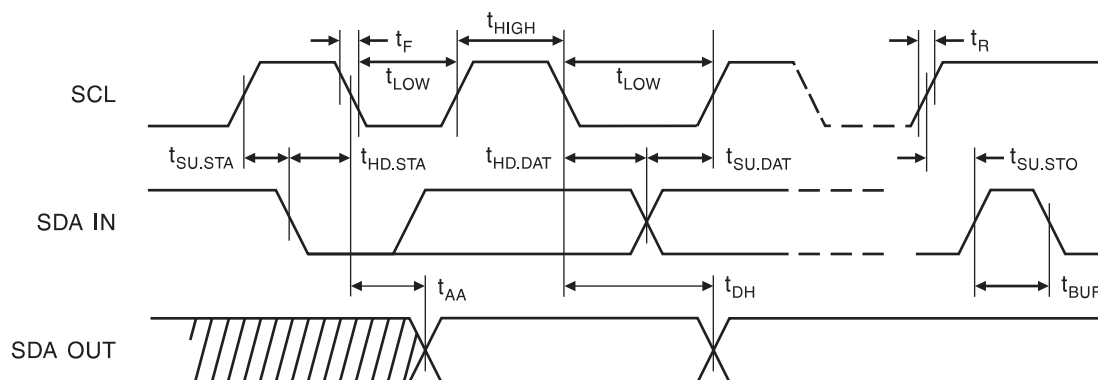 tHIGH
tF
tR
tLOW
tLOW
SCL
tSU.STA
tHD.STA
tHD.DAT
tSU.DAT
tSU.STO
SDA IN
tAA
tDH
tBUF
SDA OUT